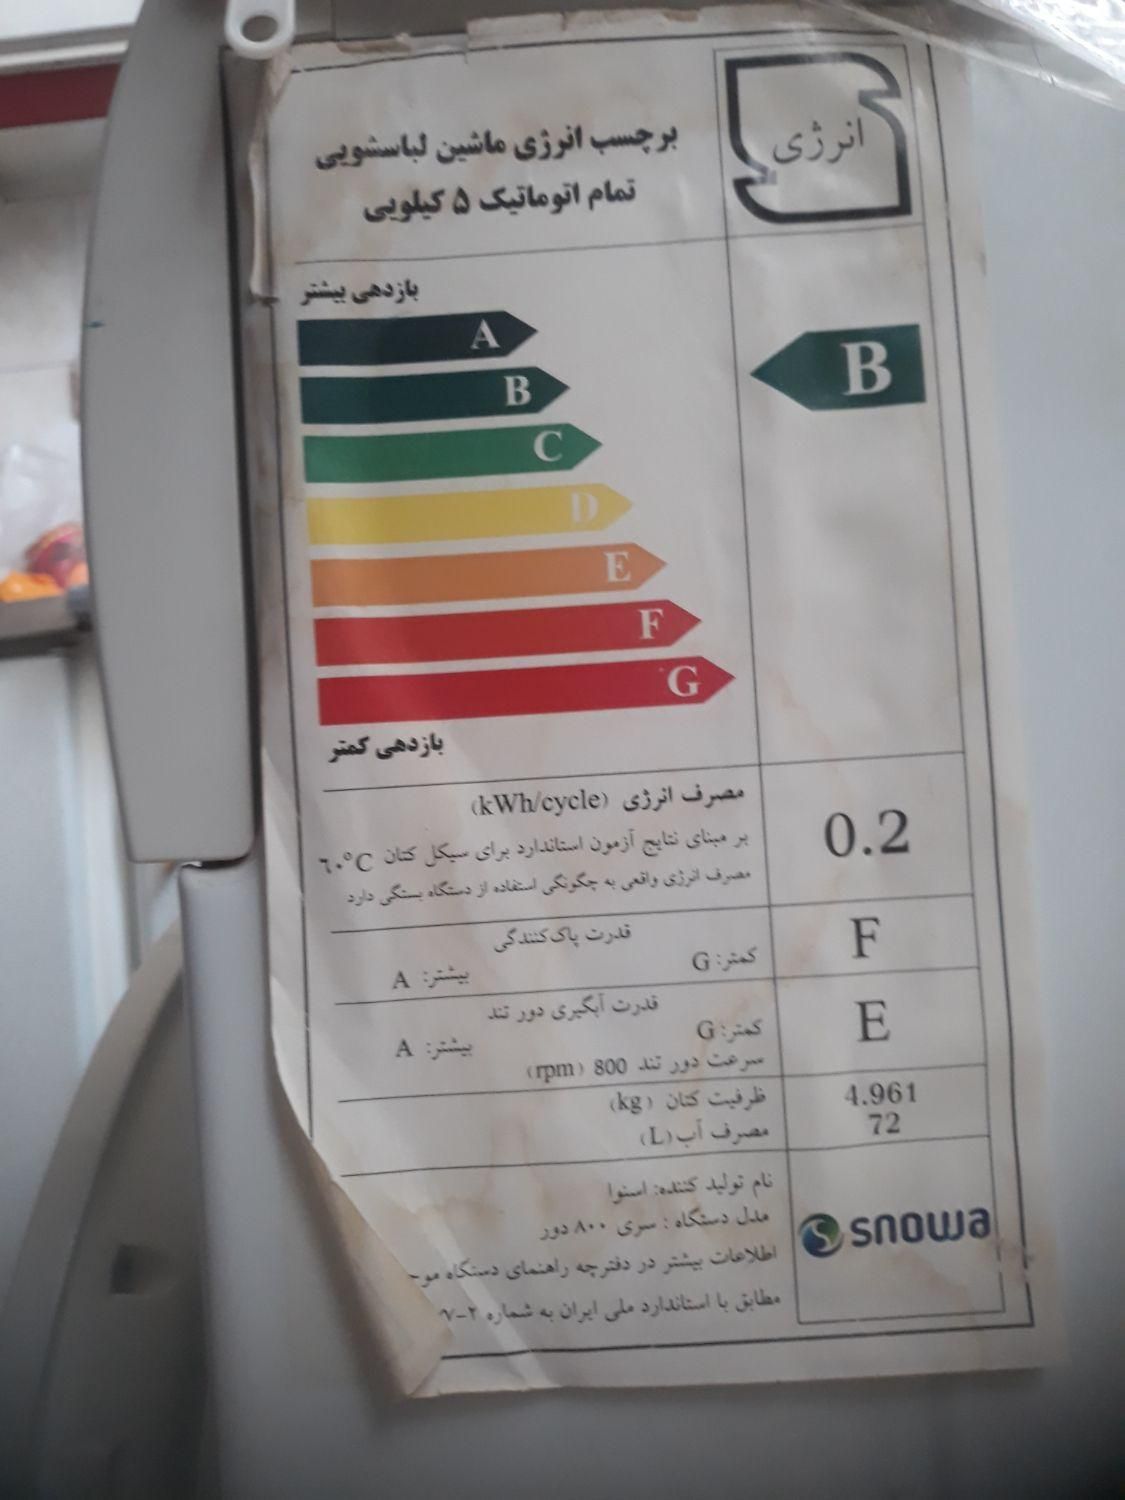 انرژی
برچسب انرژی ماشین لباسشویی
تمام اتوماتیک ۵ کیلویی
بازدهی بیشتر
A
B
B
C
D
E
F
G
بازدهی کمتر
مصرف انرژی (kWh/cycle)
بر مبنای نتایج آزمون استاندارد برای سیکل کتان ٦٠°C
مصرف انرژی واقعی به چگونگی استفاده از دستگاه بستگی دارد
0.2
قدرت پاک‌کنندگی
کمتر: G بیشتر: A
F
قدرت آبگیری دور تند
کمتر: G بیشتر: A
سرعت دور تند 800 (rpm)
E
ظرفیت کتان (kg) 4.961
مصرف آب (L) 72
نام تولید کننده: اسنوا
مدل دستگاه : سری ۸۰۰ دور
اطلاعات بیشتر در دفترچه راهنمای دستگاه
مطابق با استاندارد ملی ایران به شماره
snowa